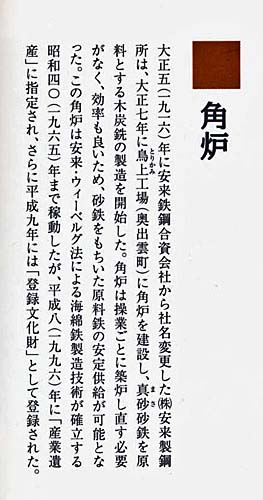 角炉
大正五（一九一六）年に安来鉄鋼合資会社から社名変更した㈱安来製鋼
所は、大正七年に鳥上工場（奥出雲町）に角炉を建設し、真砂砂鉄を原
料とする木炭銑の製造を開始した。角炉は操業ごとに築炉し直す必要
がなく、効率も良いため、砂鉄をもちいた原料鉄の安定供給が可能とな
った。この角炉は安来・ウィーベルグ法による海綿鉄製造技術が確立する
昭和四〇（一九六五）年まで稼動したが、平成八（一九九六）年に「産業遺
産」に指定され、さらに平成九年には「登録文化財」として登録された。
とりかみ
まさ